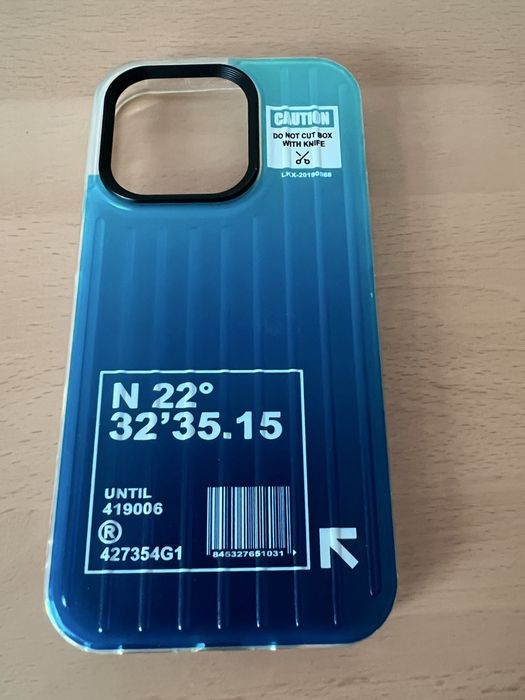 CAUTION
DO NOT CUT BOX
WITH KNIFE
N 22°
32'35.15
UNTIL
419006
®
427354G1
845327651031